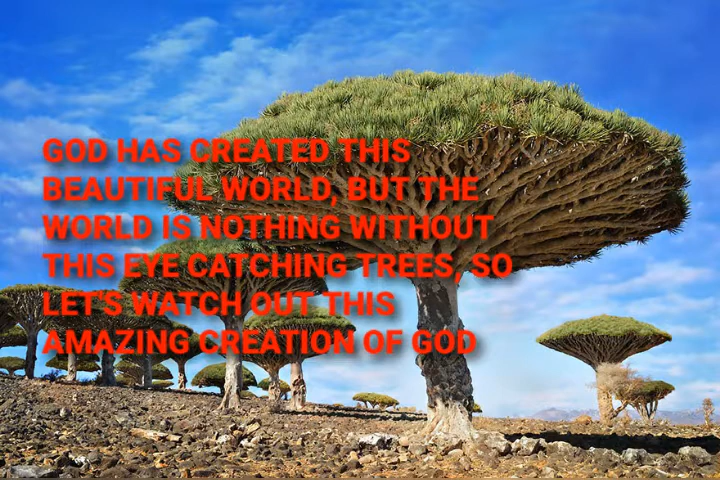 GOD HAS CREATED THIS
BEAUTIFUL WORLD, BUT THE
WORLD IS NOTHING WITHOUT
THIS EYE CATCHING TREES, SO
LET'S WATCH OUT THIS
AMAZING CREATION OF GOD